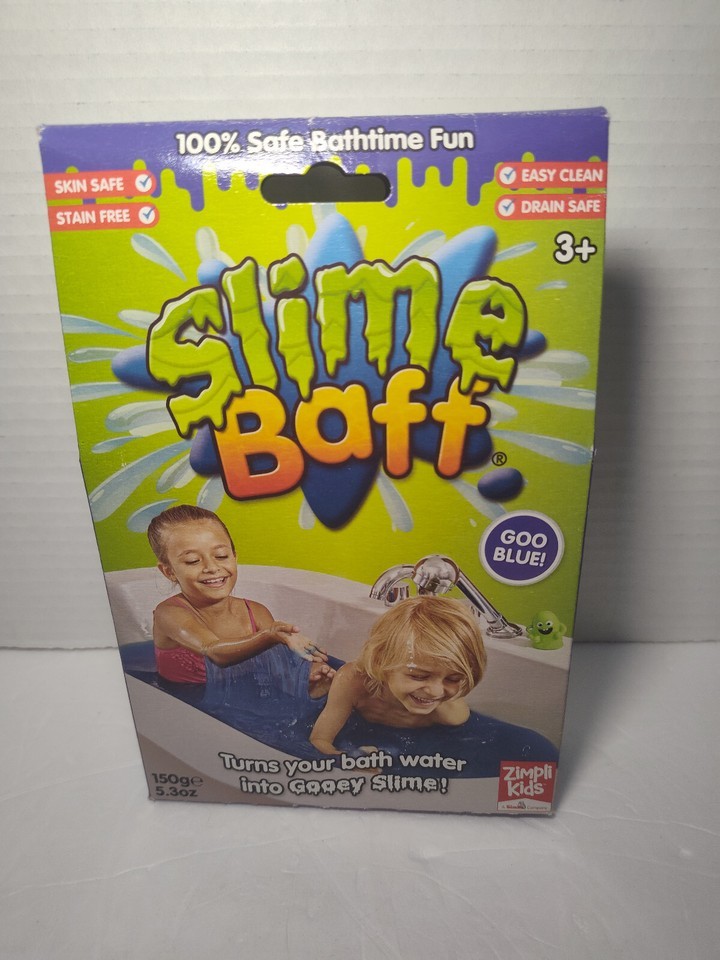 100% Safe Bathtime Fun
SKIN SAFE
STAIN FREE
EASY CLEAN
DRAIN SAFE
3+
Slime
Baff
®
GOO
BLUE!
Turns your bath water
into Gooey Slime!
150g℮
5.3oz
Zimpli
Kids